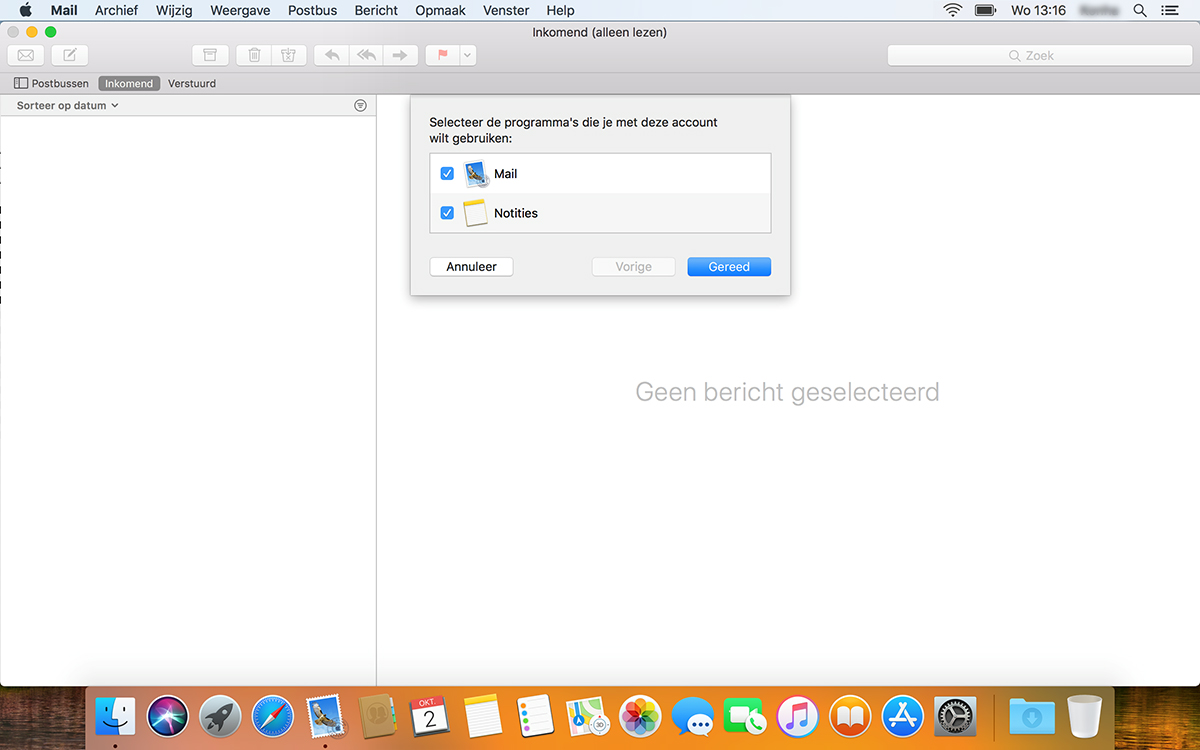 Mail Archief Wijzig Weergave Postbus Bericht Opmaak Venster Help Wo 13:16
Inkomend (alleen lezen)
Zoek
Postbussen Inkomend Verstuurd
Sorteer op datum
Selecteer de programma's die je met deze account
wilt gebruiken:
Mail
Notities
Annuleer Vorige Gereed
Geen bericht geselecteerd
OKT.
2